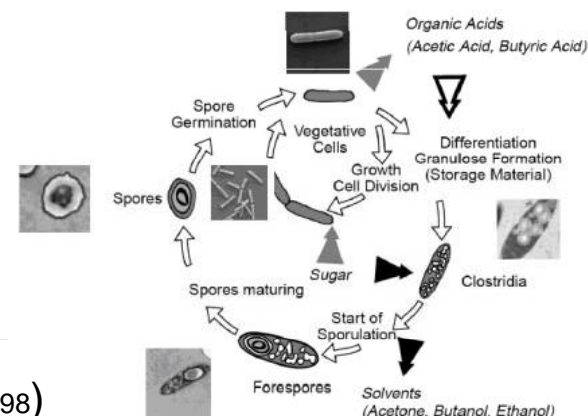 Organic Acids
(Acetic Acid, Butyric Acid)
Spore
Germination
Vegetative
Cells
Differentiation
Granulose Formation
(Storage Material)
Growth
Cell Division
Spores
Sugar
Clostridia
Spores maturing
Start of
Sporulation
Forespores
98)
Solvents
(Acetone, Butanol, Ethanol)